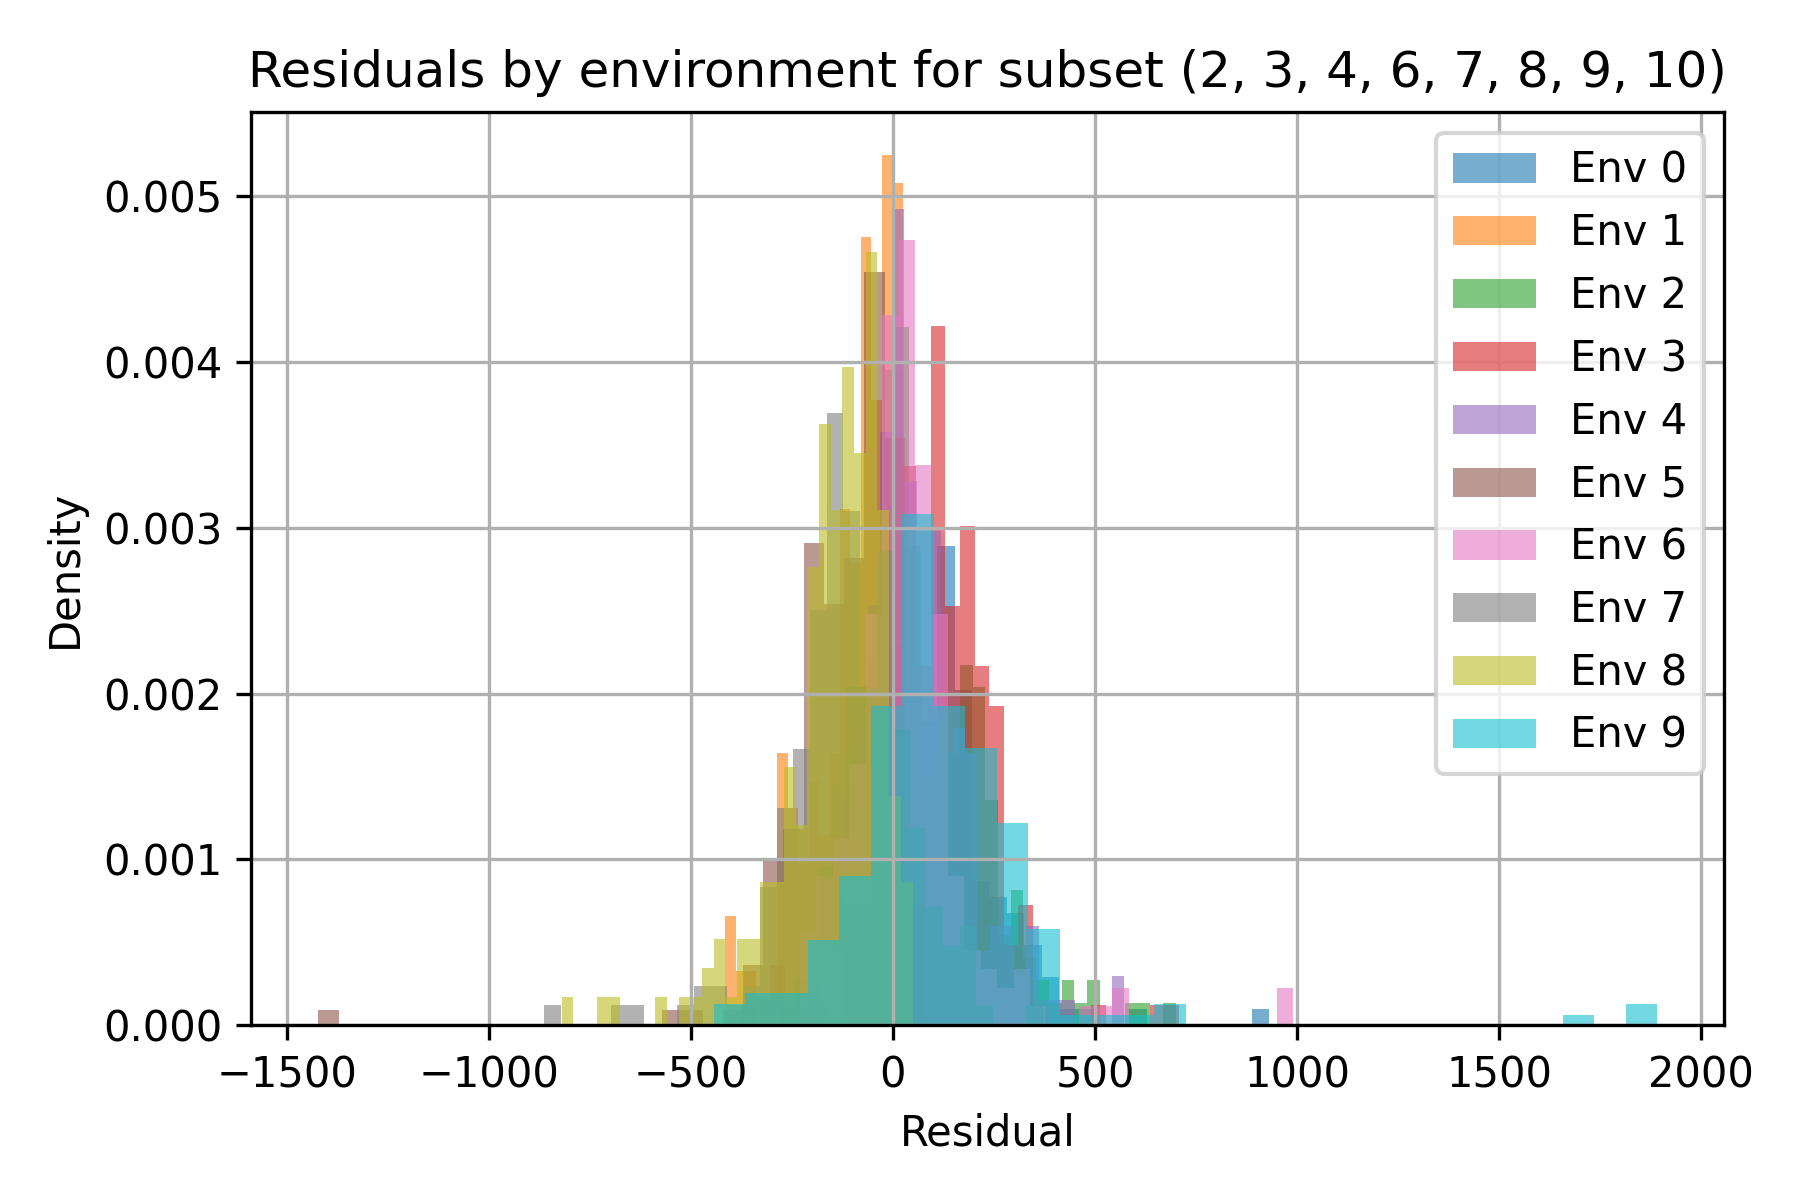 Residuals by environment for subset (2, 3, 4, 6, 7, 8, 9, 10)
Env 0
Env 1
Env 2
Env 3
Env 4
Env 5
Env 6
Env 7
Env 8
Env 9
0.005
0.004
0.003
0.002
0.001
0.000
Density
−1500 −1000 −500 0 500 1000 1500 2000
Residual